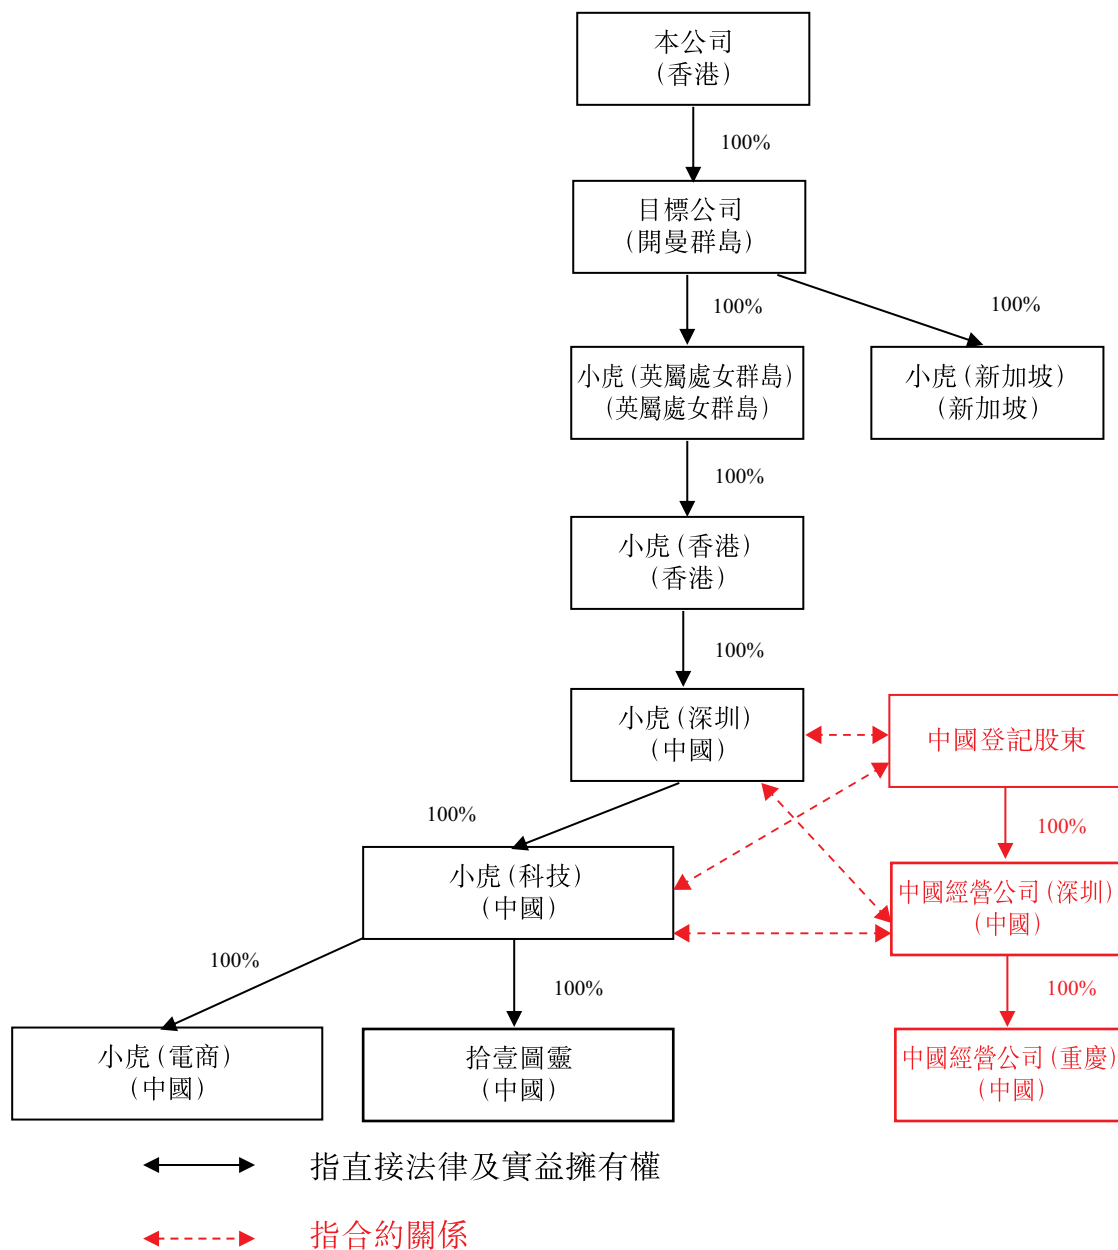 本公司
(香港)
100%
目標公司
(開曼群島)
100%
100%
小虎(英屬處女群島)
(英屬處女群島)
小虎(新加坡)
(新加坡)
100%
小虎(香港)
(香港)
100%
小虎(深圳)
(中國)
中國登記股東
100%
100%
小虎(科技)
(中國)
中國經營公司(深圳)
(中國)
100%
100%
100%
小虎(電商)
(中國)
拾壹圖靈
(中國)
中國經營公司(重慶)
(中國)
指直接法律及實益擁有權
指合約關係